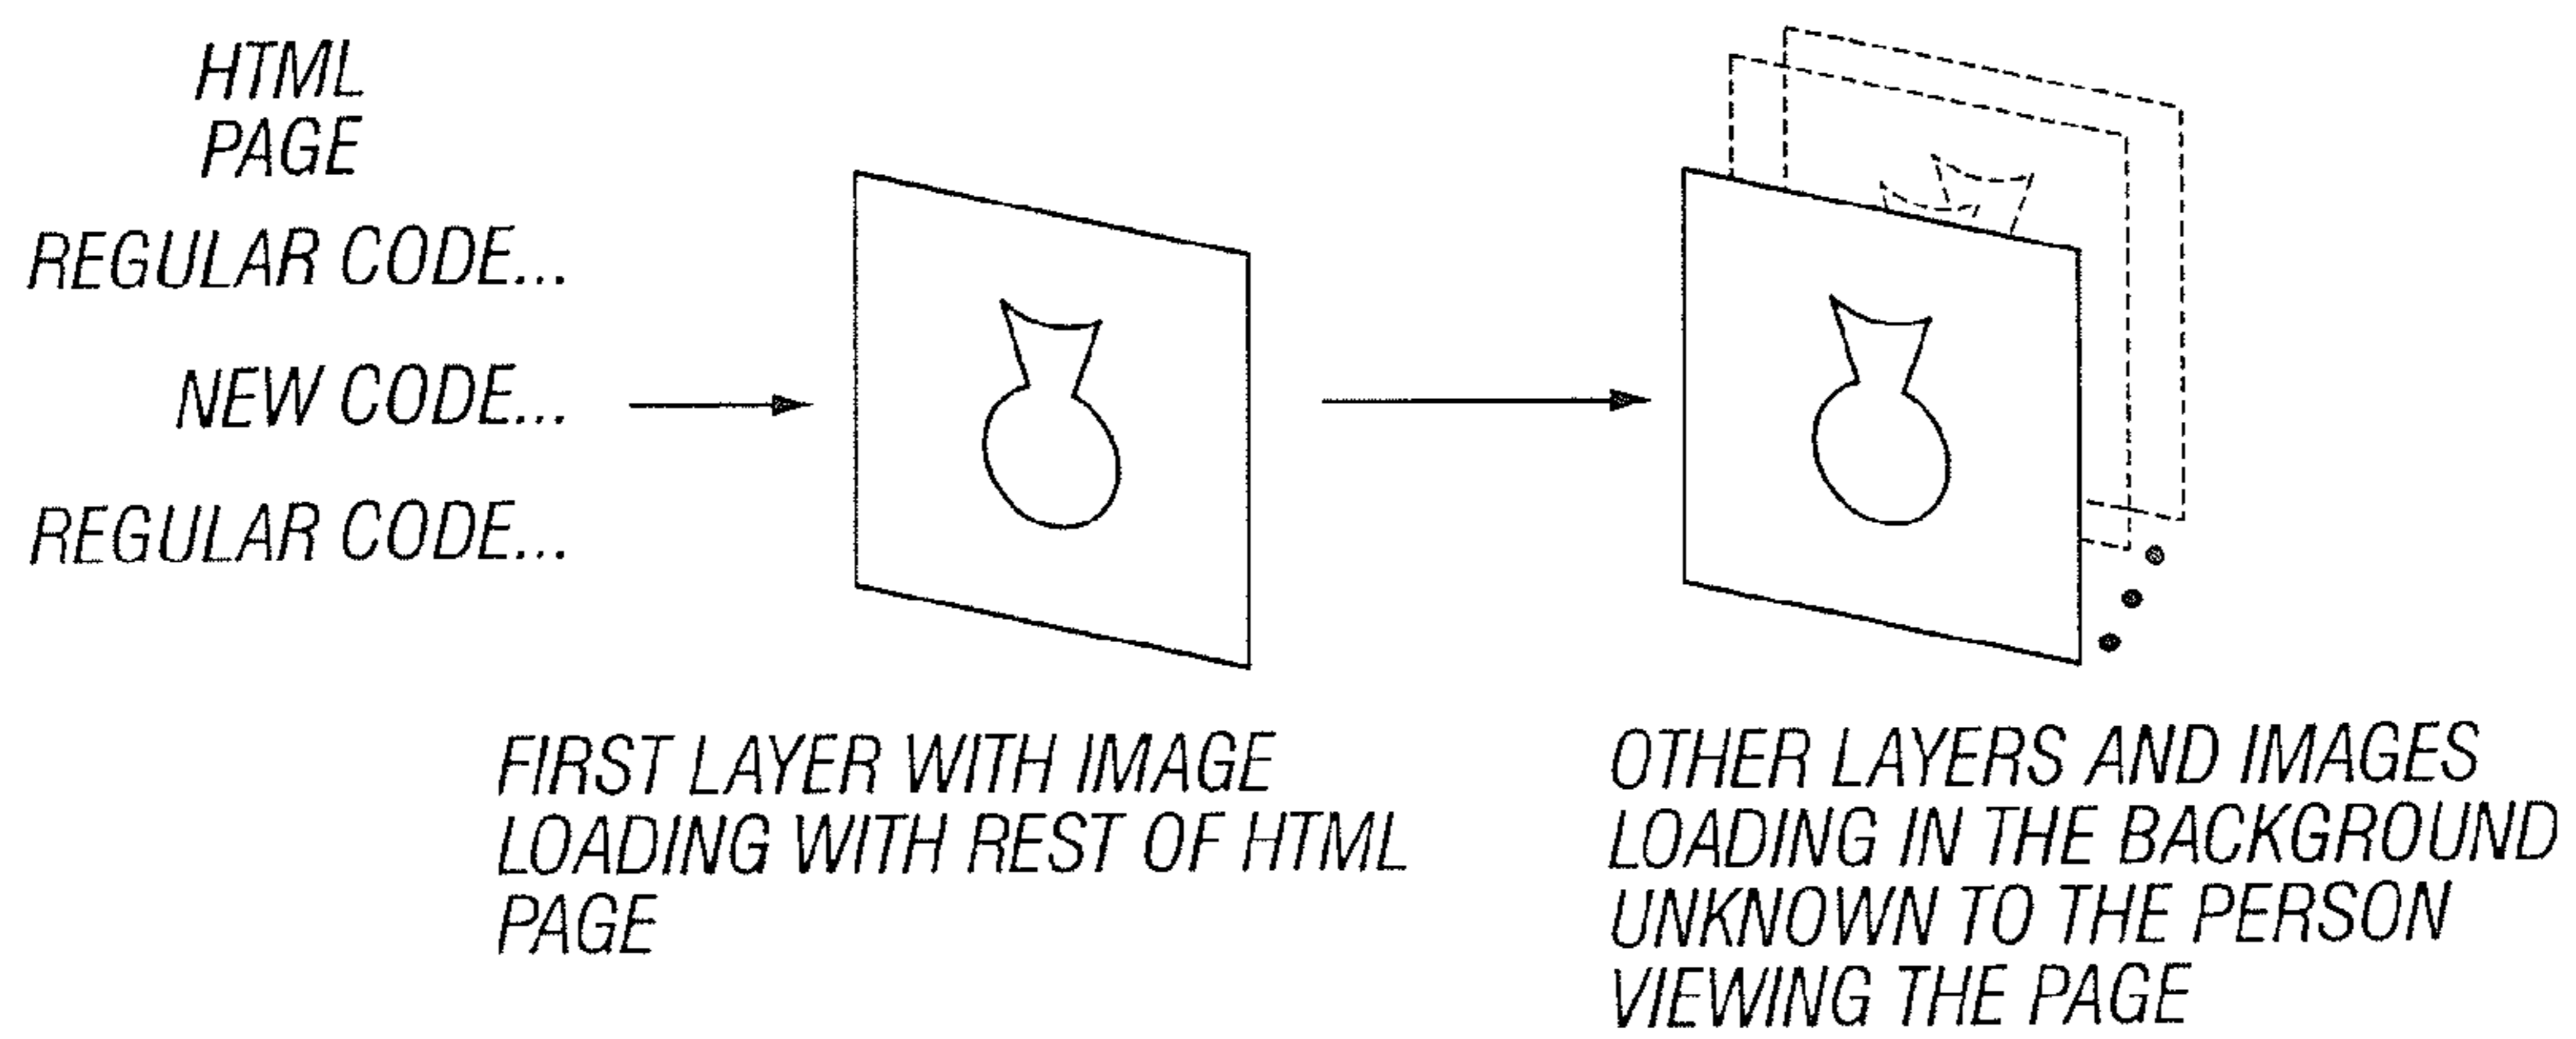 HTML
PAGE
REGULAR CODE...
NEW CODE...
REGULAR CODE...
FIRST LAYER WITH IMAGE
LOADING WITH REST OF HTML
PAGE
OTHER LAYERS AND IMAGES
LOADING IN THE BACKGROUND
UNKNOWN TO THE PERSON
VIEWING THE PAGE